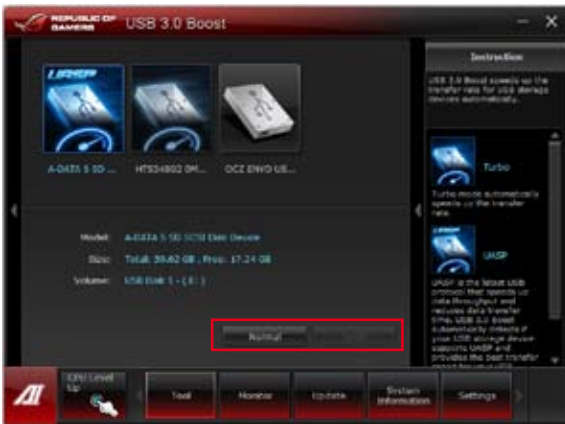 REPUBLIC OF
GAMERS
USB 3.0 Boost
Instruction
USB 3.0 Boost speeds up the
transfer rate for USB storage
devices automatically.
UASP
A-DATA S SD ...
HTS54802 0M...
OCZ ENYO US...
Turbo
Turbo mode automatically
speeds up the transfer
rate.
UASP
UASP is the latest USB
protocol that speeds up
data throughput and
reduces data transfer
time. USB 3.0 Boost
automatically detects if
your USB storage device
supports UASP and
provides the best transfer
Model:
A-DATA S SD SCSI Disk Device
Size:
Total: 59.62 GB , Free: 17.24 GB
Volume:
USB Disk 1 - ( E: )
Normal
CPU Level
Up
Tool
Monitor
Update
System
Information
Settings